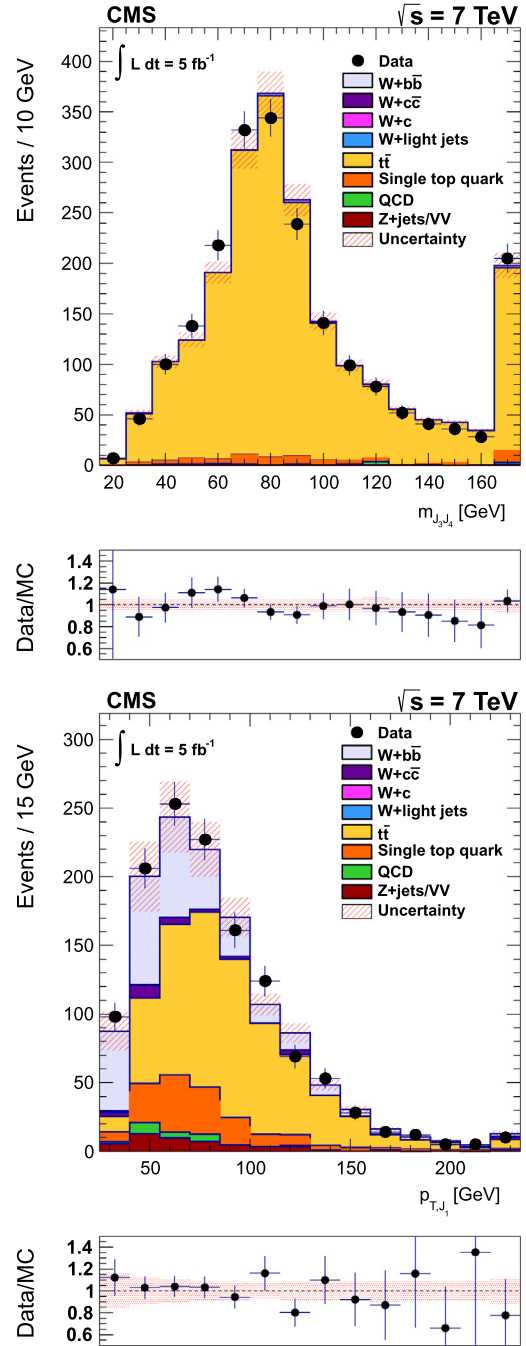 CMS √s = 7 TeV
∫ L dt = 5 fb⁻¹
Data
W+bb̅
W+cc̅
W+c
W+light jets
tt̅
Single top quark
QCD
Z+jets/VV
Uncertainty
Events / 10 GeV
400
350
300
250
200
150
100
50
0
20 40 60 80 100 120 140 160
m_J₃J₄ [GeV]
Data/MC
1.4
1.2
1
0.8
0.6
CMS √s = 7 TeV
∫ L dt = 5 fb⁻¹
Data
W+bb̅
W+cc̅
W+c
W+light jets
tt̅
Single top quark
QCD
Z+jets/VV
Uncertainty
Events / 15 GeV
300
250
200
150
100
50
0
50 100 150 200
p_T,J₁ [GeV]
Data/MC
1.4
1.2
1
0.8
0.6